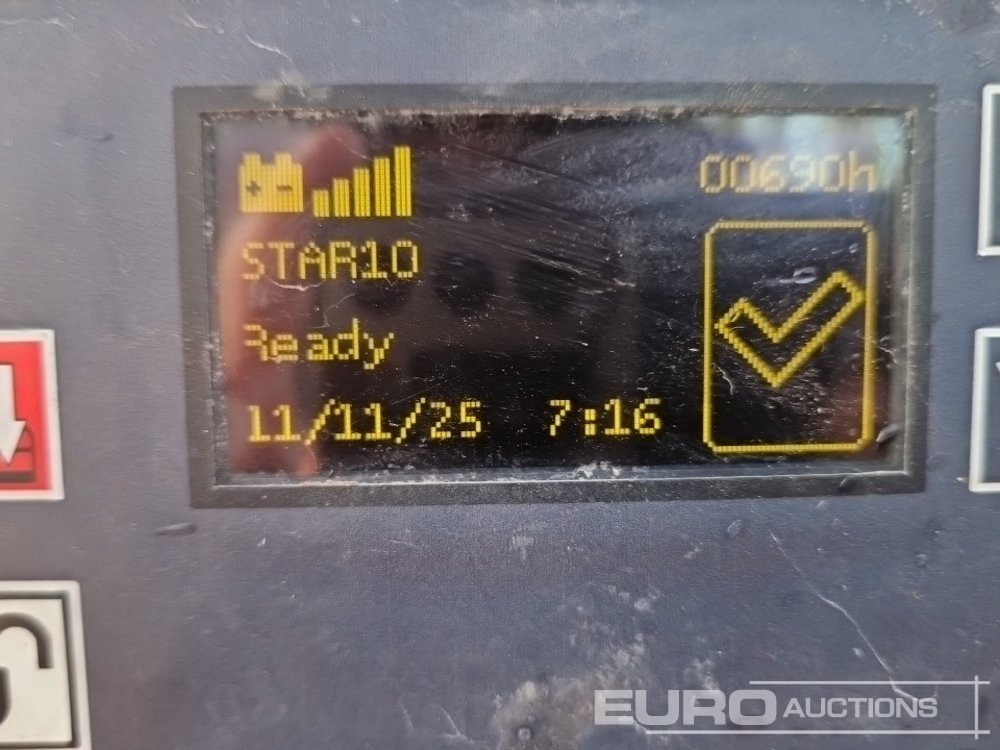 00690h
STAR10
Ready
11/11/25 7:16
EURO AUCTIONS